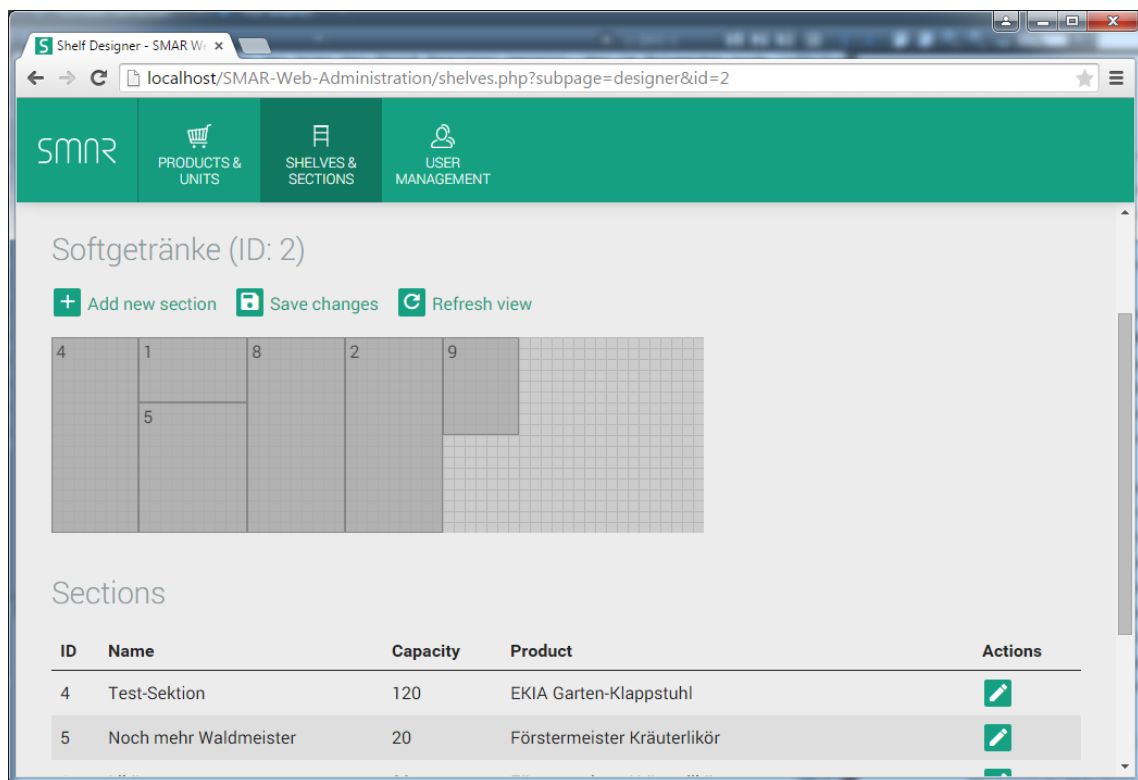 Shelf Designer - SMAR W
localhost/SMAR-Web-Administration/shelves.php?subpage=designer&id=2
SMAR
PRODUCTS &
UNITS
SHELVES &
SECTIONS
USER
MANAGEMENT
Softgetränke (ID: 2)
Add new section Save changes Refresh view
4 1 8 2 9
5
Sections
ID Name Capacity Product Actions
4 Test-Sektion 120 EKIA Garten-Klappstuhl
5 Noch mehr Waldmeister 20 Förstermeister Kräuterlikör